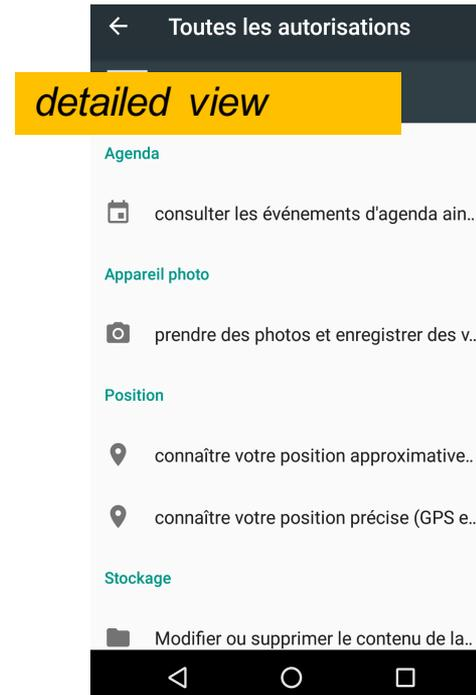 Toutes les autorisations
detailed view
Agenda
consulter les événements d'agenda ain..
Appareil photo
prendre des photos et enregistrer des v..
Position
connaître votre position approximative..
connaître votre position précise (GPS e..
Stockage
Modifier ou supprimer le contenu de la..